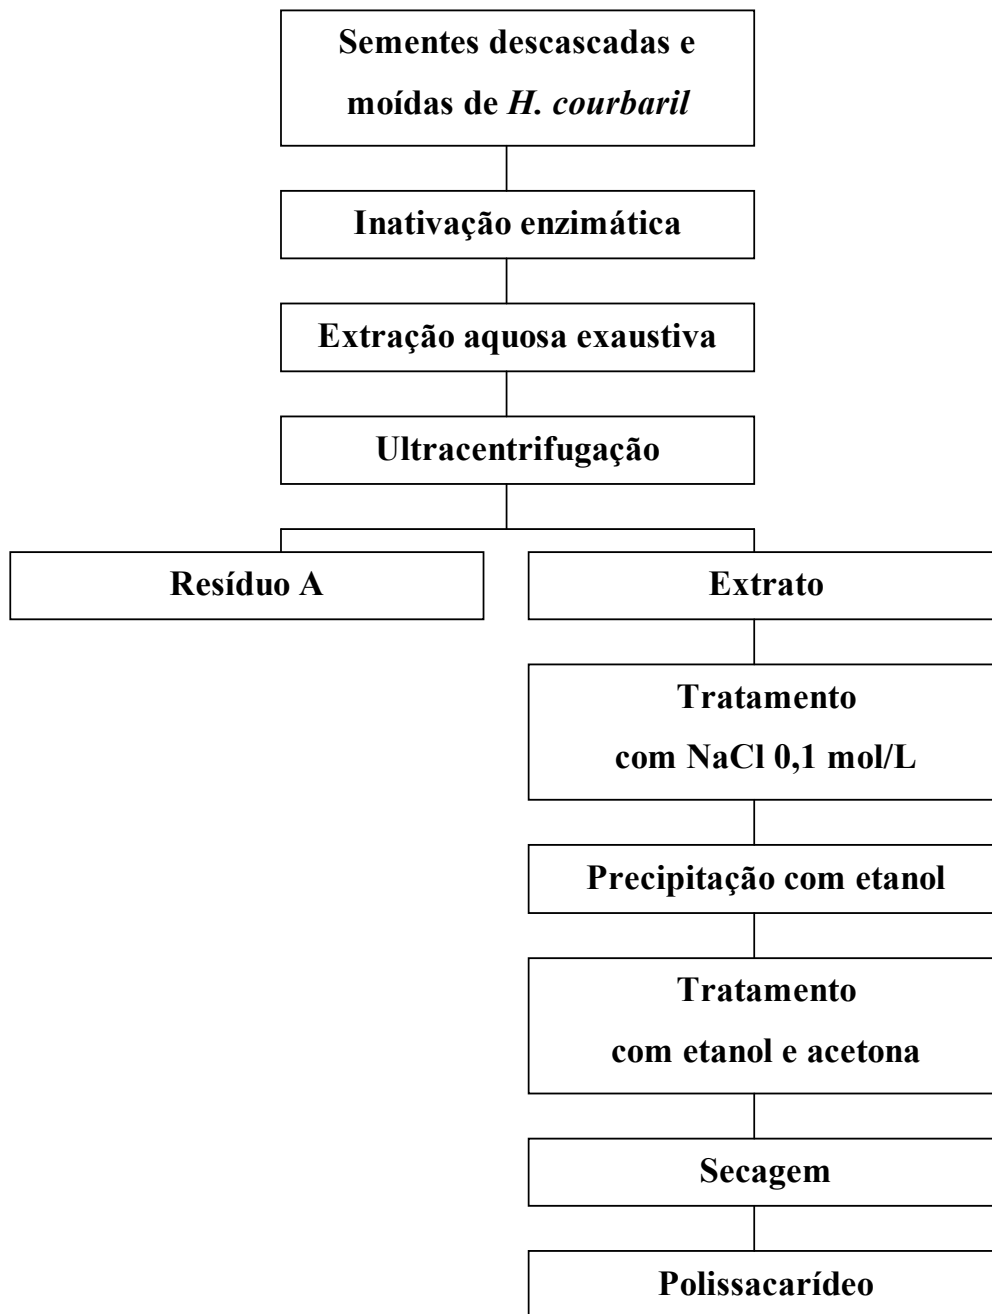 Sementes descascadas e
moídas de H. courbaril
Inativação enzimática
Extração aquosa exaustiva
Ultracentrifugação
Resíduo A
Extrato
Tratamento
com NaCl 0,1 mol/L
Precipitação com etanol
Tratamento
com etanol e acetona
Secagem
Polissacarídeo